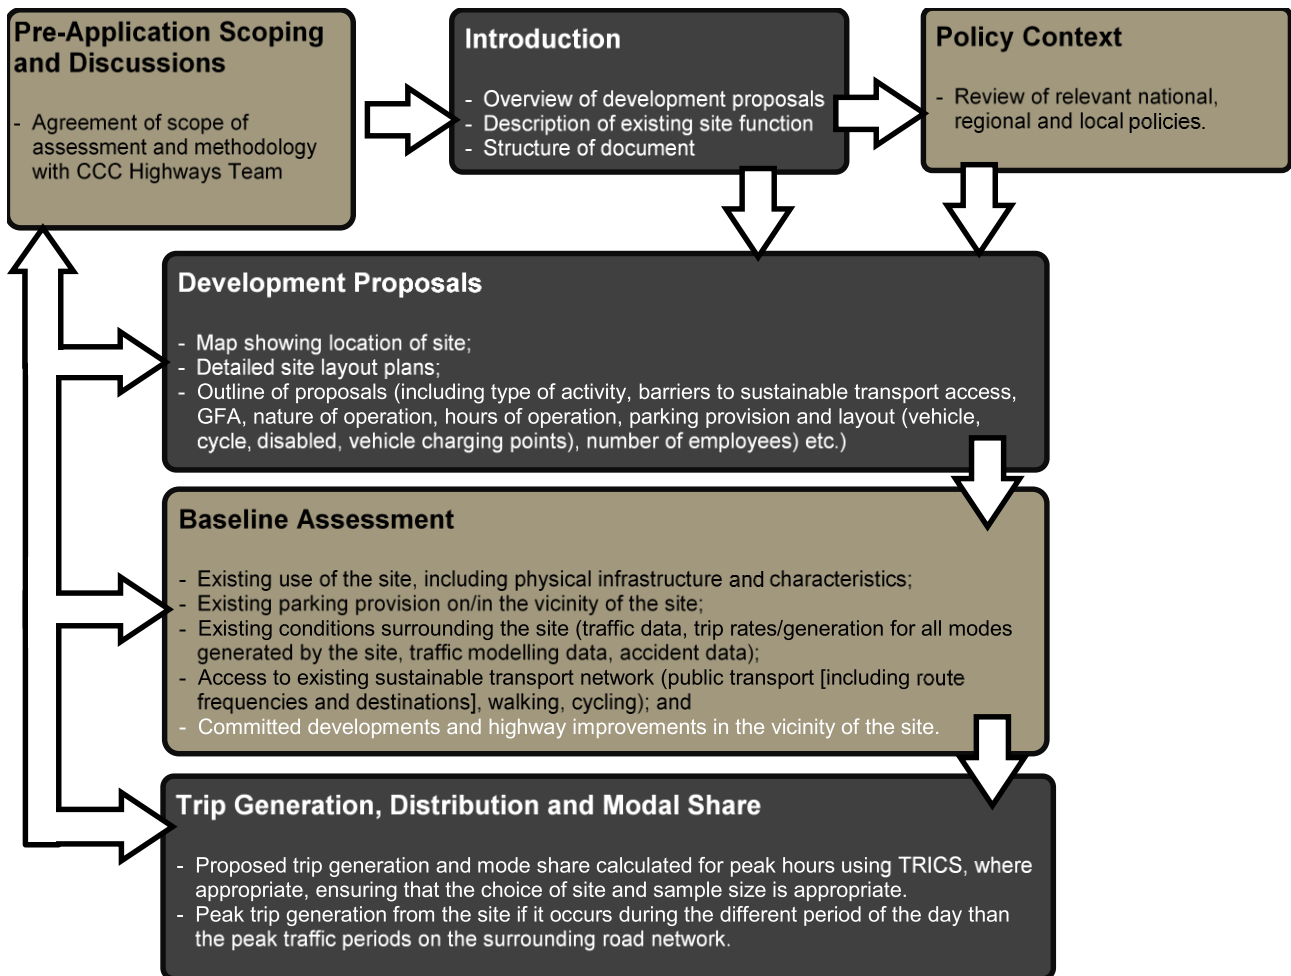 Pre-Application Scoping
and Discussions
- Agreement of scope of
assessment and methodology
with CCC Highways Team
Introduction
- Overview of development proposals
- Description of existing site function
- Structure of document
Policy Context
- Review of relevant national,
regional and local policies.
Development Proposals
- Map showing location of site;
- Detailed site layout plans;
- Outline of proposals (including type of activity, barriers to sustainable transport access,
GFA, nature of operation, hours of operation, parking provision and layout (vehicle,
cycle, disabled, vehicle charging points), number of employees) etc.)
Baseline Assessment
- Existing use of the site, including physical infrastructure and characteristics;
- Existing parking provision on/in the vicinity of the site;
- Existing conditions surrounding the site (traffic data, trip rates/generation for all modes
generated by the site, traffic modelling data, accident data);
- Access to existing sustainable transport network (public transport [including route
frequencies and destinations], walking, cycling); and
- Committed developments and highway improvements in the vicinity of the site.
Trip Generation, Distribution and Modal Share
- Proposed trip generation and mode share calculated for peak hours using TRICS, where
appropriate, ensuring that the choice of site and sample size is appropriate.
- Peak trip generation from the site if it occurs during the different period of the day than
the peak traffic periods on the surrounding road network.